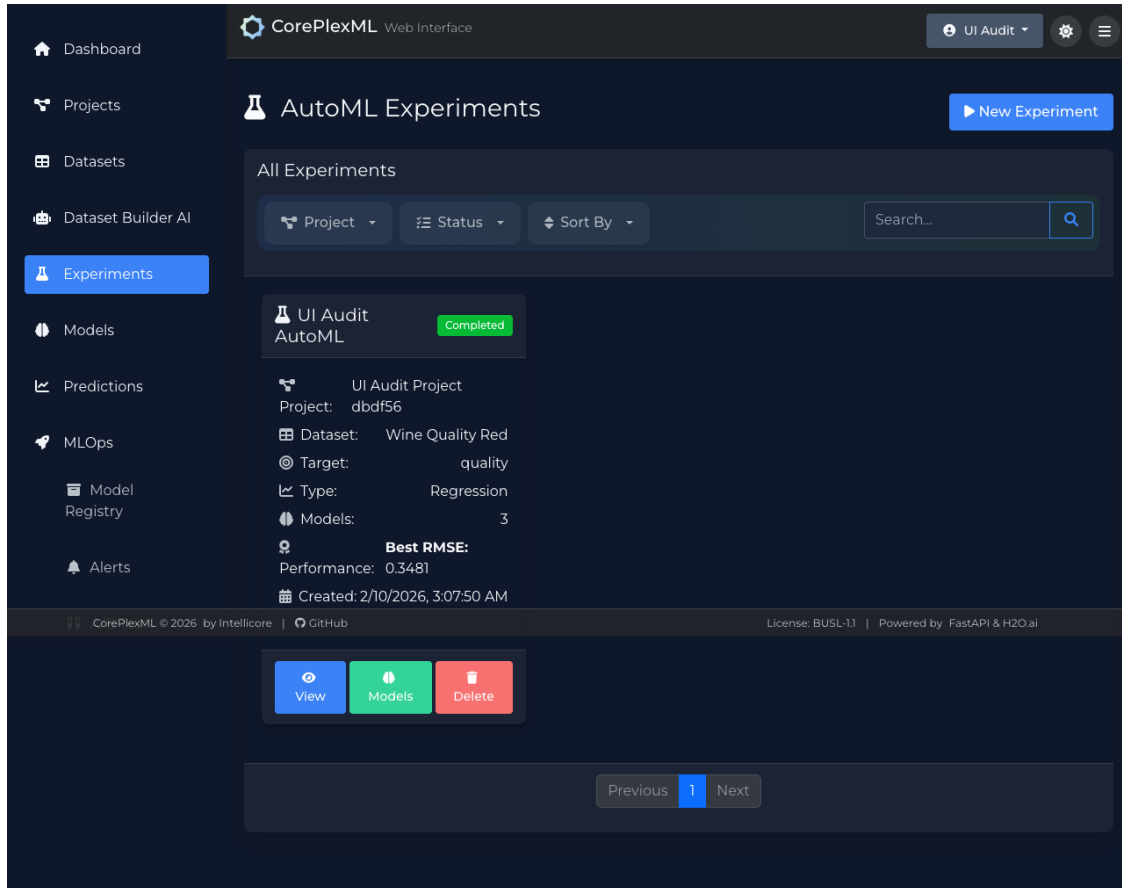 CorePlexML Web Interface
UI Audit
Dashboard
Projects
Datasets
Dataset Builder AI
Experiments
Models
Predictions
MLOps
Model
Registry
Alerts
AutoML Experiments
New Experiment
All Experiments
Project
Status
Sort By
Search...
UI Audit
AutoML
Completed
Project: UI Audit Project
dbdf56
Dataset: Wine Quality Red
Target: quality
Type: Regression
Models: 3
Performance: Best RMSE:
0.3481
Created: 2/10/2026, 3:07:50 AM
CorePlexML © 2026 by Intellicore | GitHub
License: BUSL-1.1 | Powered by FastAPI & H2O.ai
View
Models
Delete
Previous 1 Next